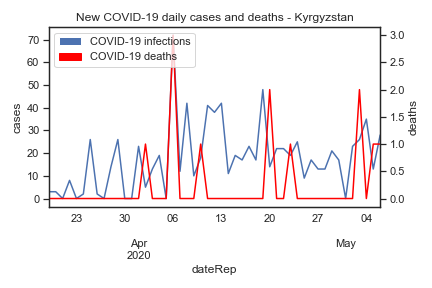 New COVID-19 daily cases and deaths - Kyrgyzstan
COVID-19 infections
COVID-19 deaths
cases
70
60
50
40
30
20
10
0
deaths
3.0
2.5
2.0
1.5
1.0
0.5
0.0
23
30
06
13
20
27
04
Apr
2020
May
dateRep